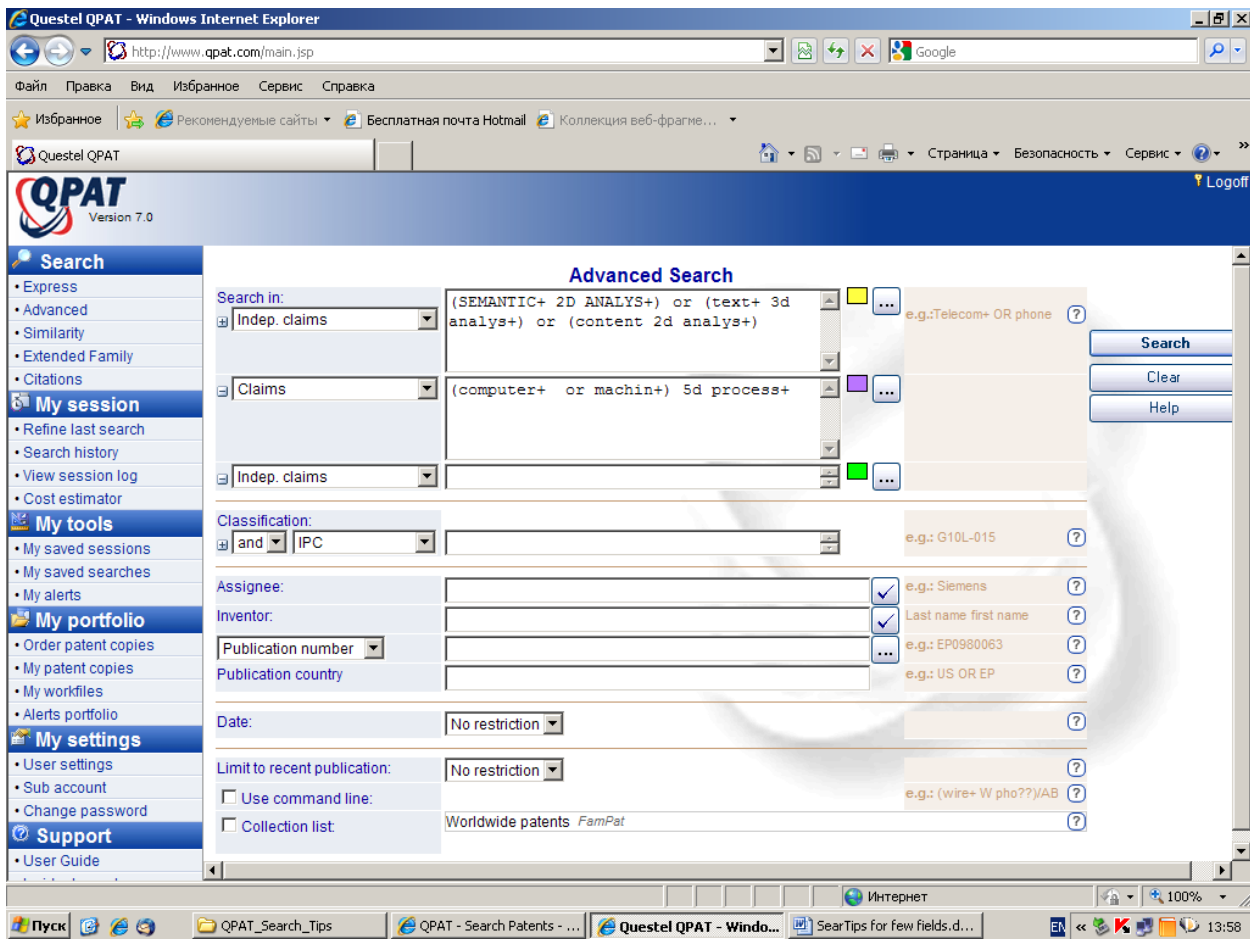 Questel QPAT - Windows Internet Explorer
http://www.qpat.com/main.jsp
Google
Файл Правка Вид Избранное Сервис Справка
Избранное Рекомендуемые сайты Бесплатная почта Hotmail Коллекция веб-фрагме...
Questel QPAT
Страница Безопасность Сервис »
QPAT
Version 7.0
Logoff
Search
• Express
• Advanced
• Similarity
• Extended Family
• Citations
My session
• Refine last search
• Search history
• View session log
• Cost estimator
My tools
• My saved sessions
• My saved searches
• My alerts
My portfolio
• Order patent copies
• My patent copies
• My workfiles
• Alerts portfolio
My settings
• User settings
• Sub account
• Change password
Support
• User Guide
Advanced Search
Search in:
Indep. claims
(SEMANTIC+ 2D ANALYS+) or (text+ 3d
analys+) or (content 2d analys+)
...
e.g.:Telecom+ OR phone ?
Claims
(computer+ or machin+) 5d process+
...
Indep. claims
...
Classification:
and IPC
e.g.: G10L-015 ?
Assignee:
e.g.: Siemens ?
Inventor:
Last name first name ?
Publication number
...
e.g.: EP0980063 ?
Publication country
e.g.: US OR EP ?
Date:
No restriction
?
Limit to recent publication:
No restriction
?
Use command line:
e.g.: (wire+ W pho??)/AB ?
Collection list:
Worldwide patents FamPat
?
Search
Clear
Help
Интернет
100%
Пуск
QPAT_Search_Tips
QPAT - Search Patents - ...
Questel QPAT - Windo...
SearTips for few fields.d...
EN
«
13:58